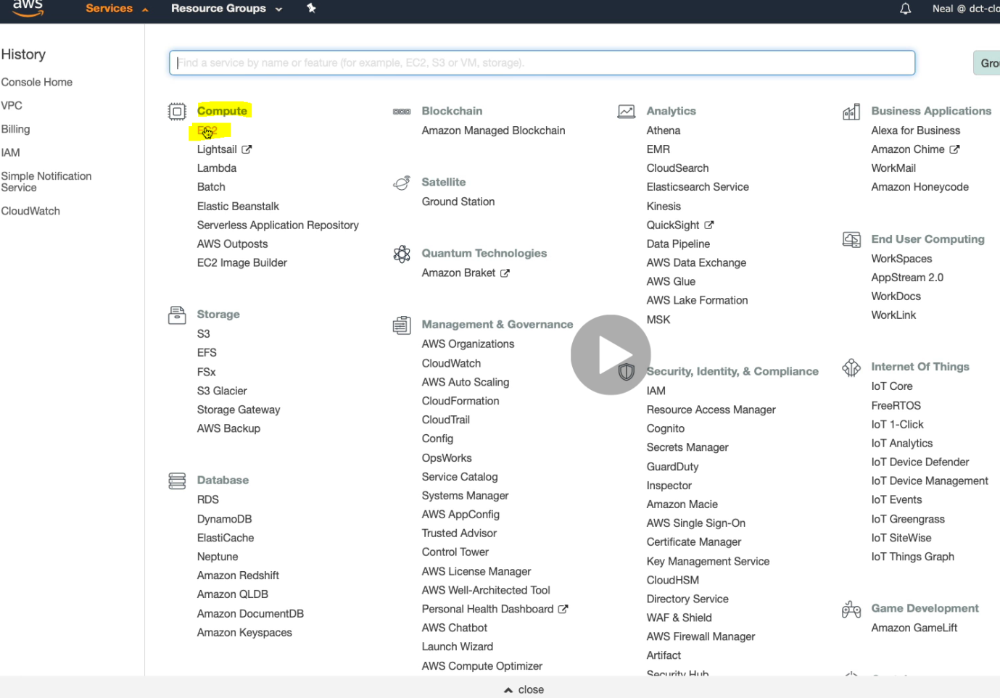 aws
Services
Resource Groups
Neal @ dct-clo
History
Console Home
VPC
Billing
IAM
Simple Notification
Service
CloudWatch
Find a service by name or feature (for example, EC2, S3 or VM, storage).
Grou
Compute
EC2
Lightsail
Lambda
Batch
Elastic Beanstalk
Serverless Application Repository
AWS Outposts
EC2 Image Builder
Storage
S3
EFS
FSx
S3 Glacier
Storage Gateway
AWS Backup
Database
RDS
DynamoDB
ElastiCache
Neptune
Amazon Redshift
Amazon QLDB
Amazon DocumentDB
Amazon Keyspaces
Blockchain
Amazon Managed Blockchain
Satellite
Ground Station
Quantum Technologies
Amazon Braket
Management & Governance
AWS Organizations
CloudWatch
AWS Auto Scaling
CloudFormation
CloudTrail
Config
OpsWorks
Service Catalog
Systems Manager
AWS AppConfig
Trusted Advisor
Control Tower
AWS License Manager
AWS Well-Architected Tool
Personal Health Dashboard
AWS Chatbot
Launch Wizard
AWS Compute Optimizer
Analytics
Athena
EMR
CloudSearch
Elasticsearch Service
Kinesis
QuickSight
Data Pipeline
AWS Data Exchange
AWS Glue
AWS Lake Formation
MSK
Security, Identity, & Compliance
IAM
Resource Access Manager
Cognito
Secrets Manager
GuardDuty
Inspector
Amazon Macie
AWS Single Sign-On
Certificate Manager
Key Management Service
CloudHSM
Directory Service
WAF & Shield
AWS Firewall Manager
Artifact
Security Hub
Business Applications
Alexa for Business
Amazon Chime
WorkMail
Amazon Honeycode
End User Computing
WorkSpaces
AppStream 2.0
WorkDocs
WorkLink
Internet Of Things
IoT Core
FreeRTOS
IoT 1-Click
IoT Analytics
IoT Device Defender
IoT Device Management
IoT Events
IoT Greengrass
IoT SiteWise
IoT Things Graph
Game Development
Amazon GameLift
close